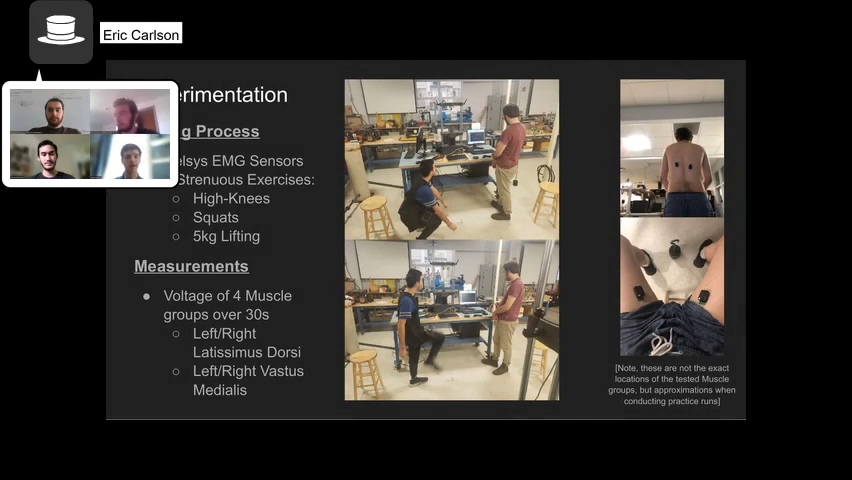 Eric Carlson
erimentation
g Process
elsys EMG Sensors
Strenuous Exercises:
○ High-Knees
○ Squats
○ 5kg Lifting
Measurements
● Voltage of 4 Muscle
groups over 30s
○ Left/Right
Latissimus Dorsi
○ Left/Right Vastus
Medialis
[Note, these are not the exact
locations of the tested Muscle
groups, but approximations when
conducting practice runs]